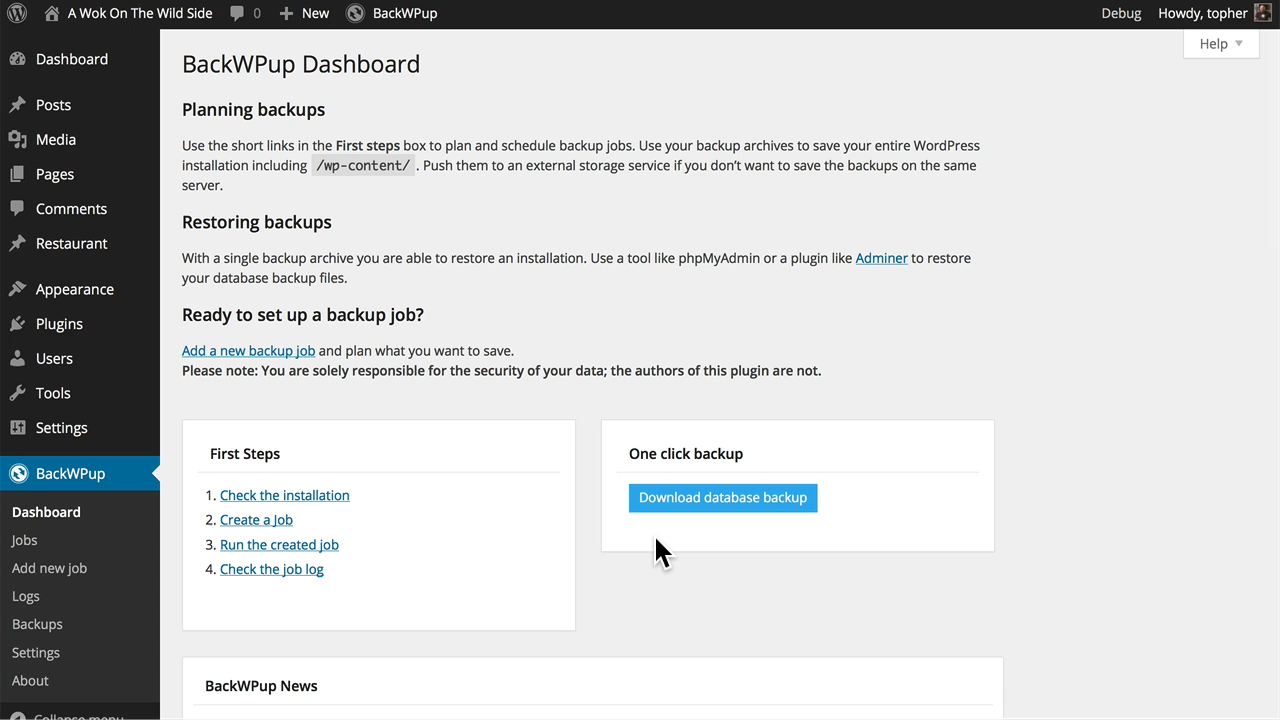 A Wok On The Wild Side
0
New
BackWPup
Debug
Howdy, topher
Help
Dashboard
Posts
Media
Pages
Comments
Restaurant
Appearance
Plugins
Users
Tools
Settings
BackWPup
Dashboard
Jobs
Add new job
Logs
Backups
Settings
About
Collapse menu
BackWPup Dashboard
Planning backups
Use the short links in the First steps box to plan and schedule backup jobs. Use your backup archives to save your entire WordPress
installation including /wp-content/ . Push them to an external storage service if you don’t want to save the backups on the same
server.
Restoring backups
With a single backup archive you are able to restore an installation. Use a tool like phpMyAdmin or a plugin like Adminer to restore
your database backup files.
Ready to set up a backup job?
Add a new backup job and plan what you want to save.
Please note: You are solely responsible for the security of your data; the authors of this plugin are not.
First Steps
1. Check the installation
2. Create a Job
3. Run the created job
4. Check the job log
One click backup
Download database backup
BackWPup News